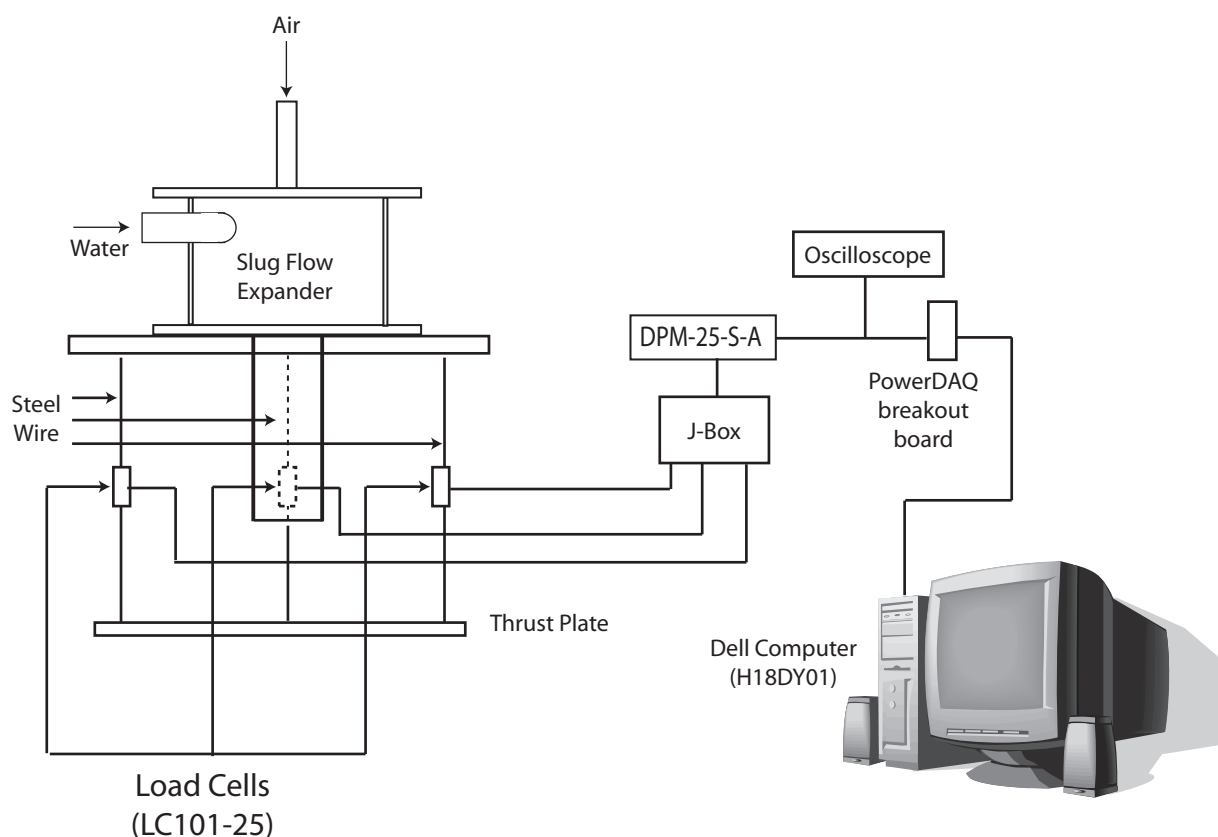 Air
Water
Slug Flow
Expander
Steel
Wire
Oscilloscope
DPM-25-S-A
PowerDAQ
breakout
board
J-Box
Thrust Plate
Dell Computer
(H18DY01)
Load Cells
(LC101-25)